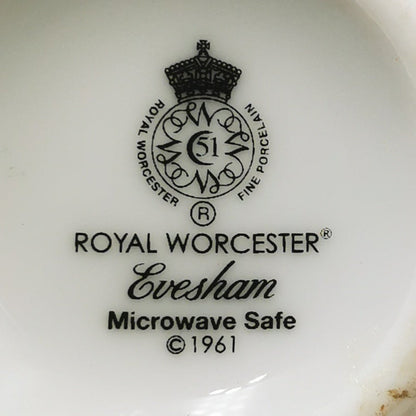 ROYAL WORCESTER
FINE PORCELAIN
51
®
ROYAL WORCESTER®
Evesham
Microwave Safe
©1961